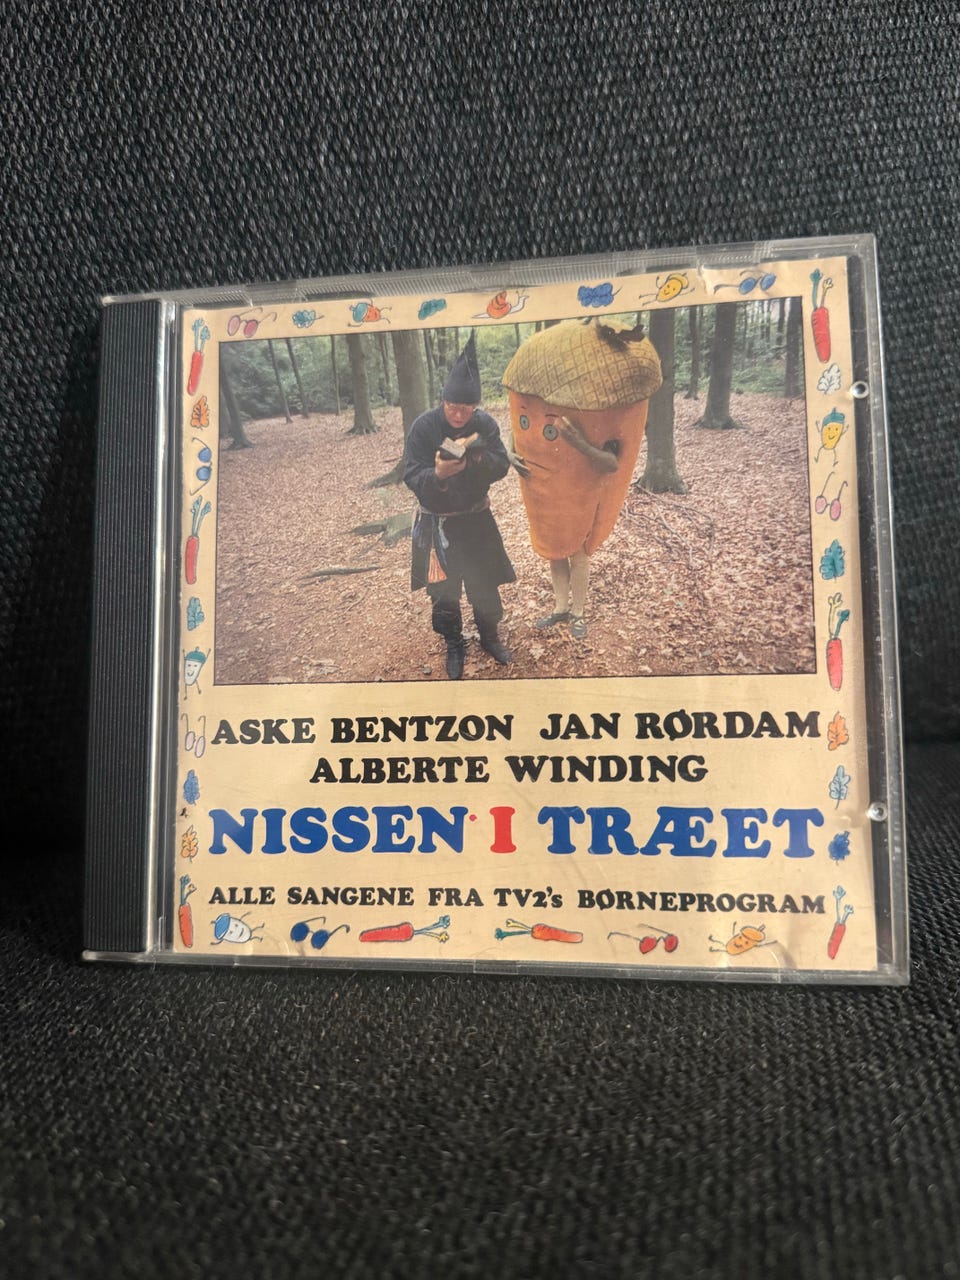 ASKE BENTZON JAN RØRDAM
ALBERTE WINDING
NISSEN I TRÆET
ALLE SANGENE FRA TV2's BØRNEPROGRAM